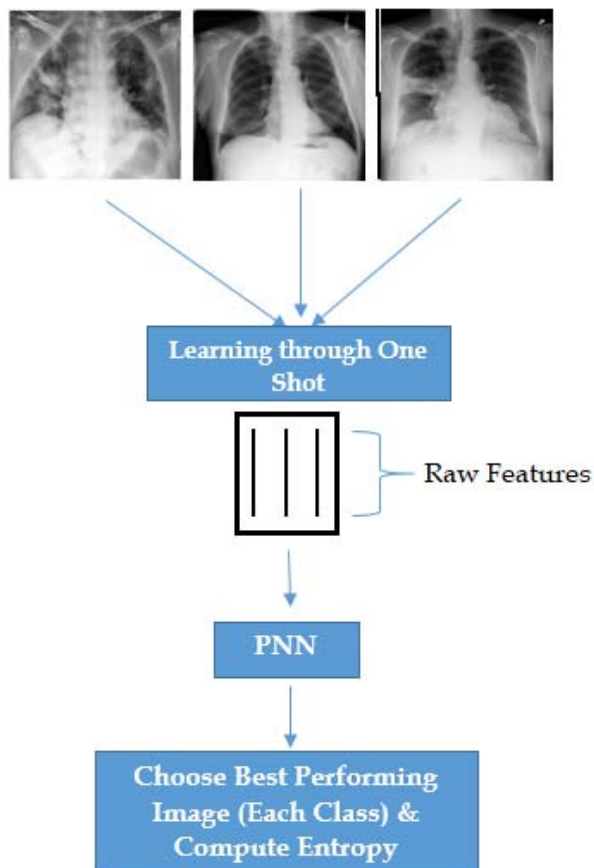 Learning through One
Shot
Raw Features
PNN
Choose Best Performing
Image (Each Class) &
Compute Entropy